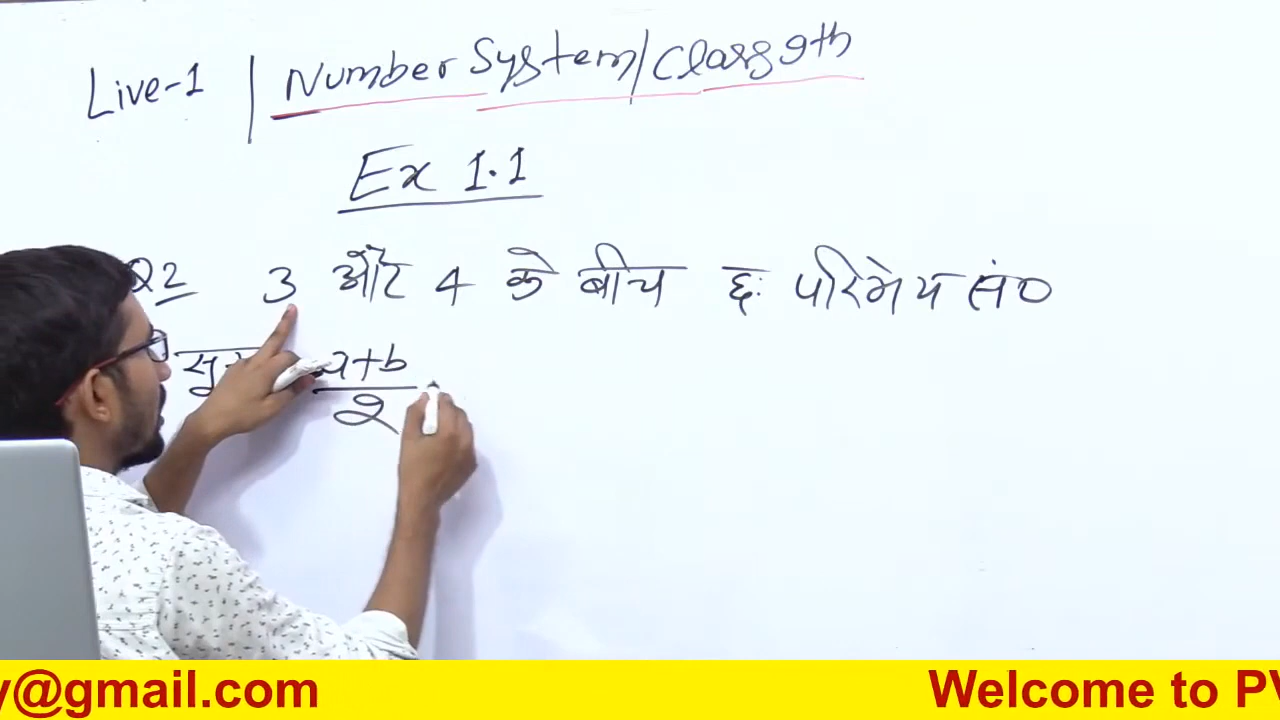 Live-1 | Number System/Class 9th
Ex 1.1
Q2 3 और 4 के बीच छः परिमेय सं०
a+b
2
y@gmail.com
Welcome to PV